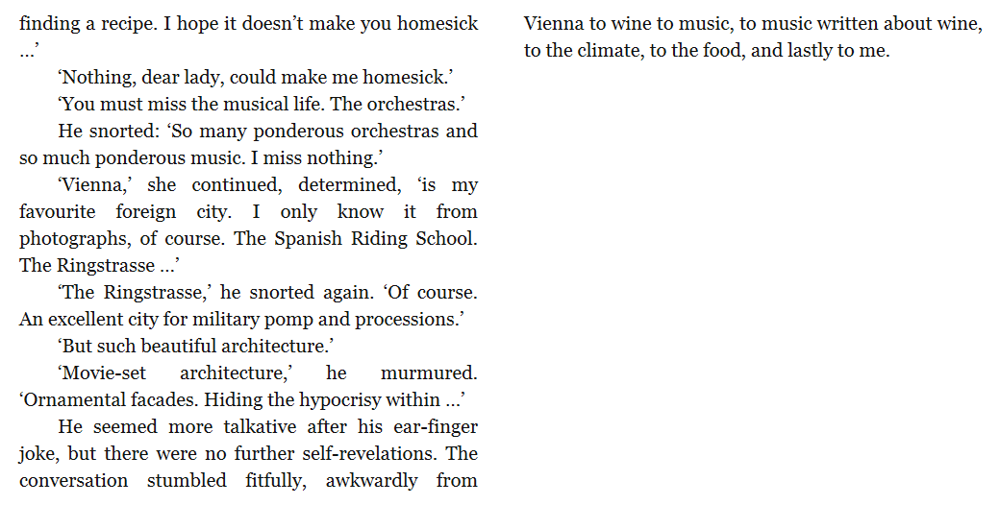 finding a recipe. I hope it doesn’t make you homesick
...’
‘Nothing, dear lady, could make me homesick.’
‘You must miss the musical life. The orchestras.’
He snorted: ‘So many ponderous orchestras and
so much ponderous music. I miss nothing.’
‘Vienna,’ she continued, determined, ‘is my
favourite foreign city. I only know it from
photographs, of course. The Spanish Riding School.
The Ringstrasse ...’
‘The Ringstrasse,’ he snorted again. ‘Of course.
An excellent city for military pomp and processions.’
‘But such beautiful architecture.’
‘Movie-set architecture,’ he murmured.
‘Ornamental facades. Hiding the hypocrisy within ...’
He seemed more talkative after his ear-finger
joke, but there were no further self-revelations. The
conversation stumbled fitfully, awkwardly from
Vienna to wine to music, to music written about wine,
to the climate, to the food, and lastly to me.